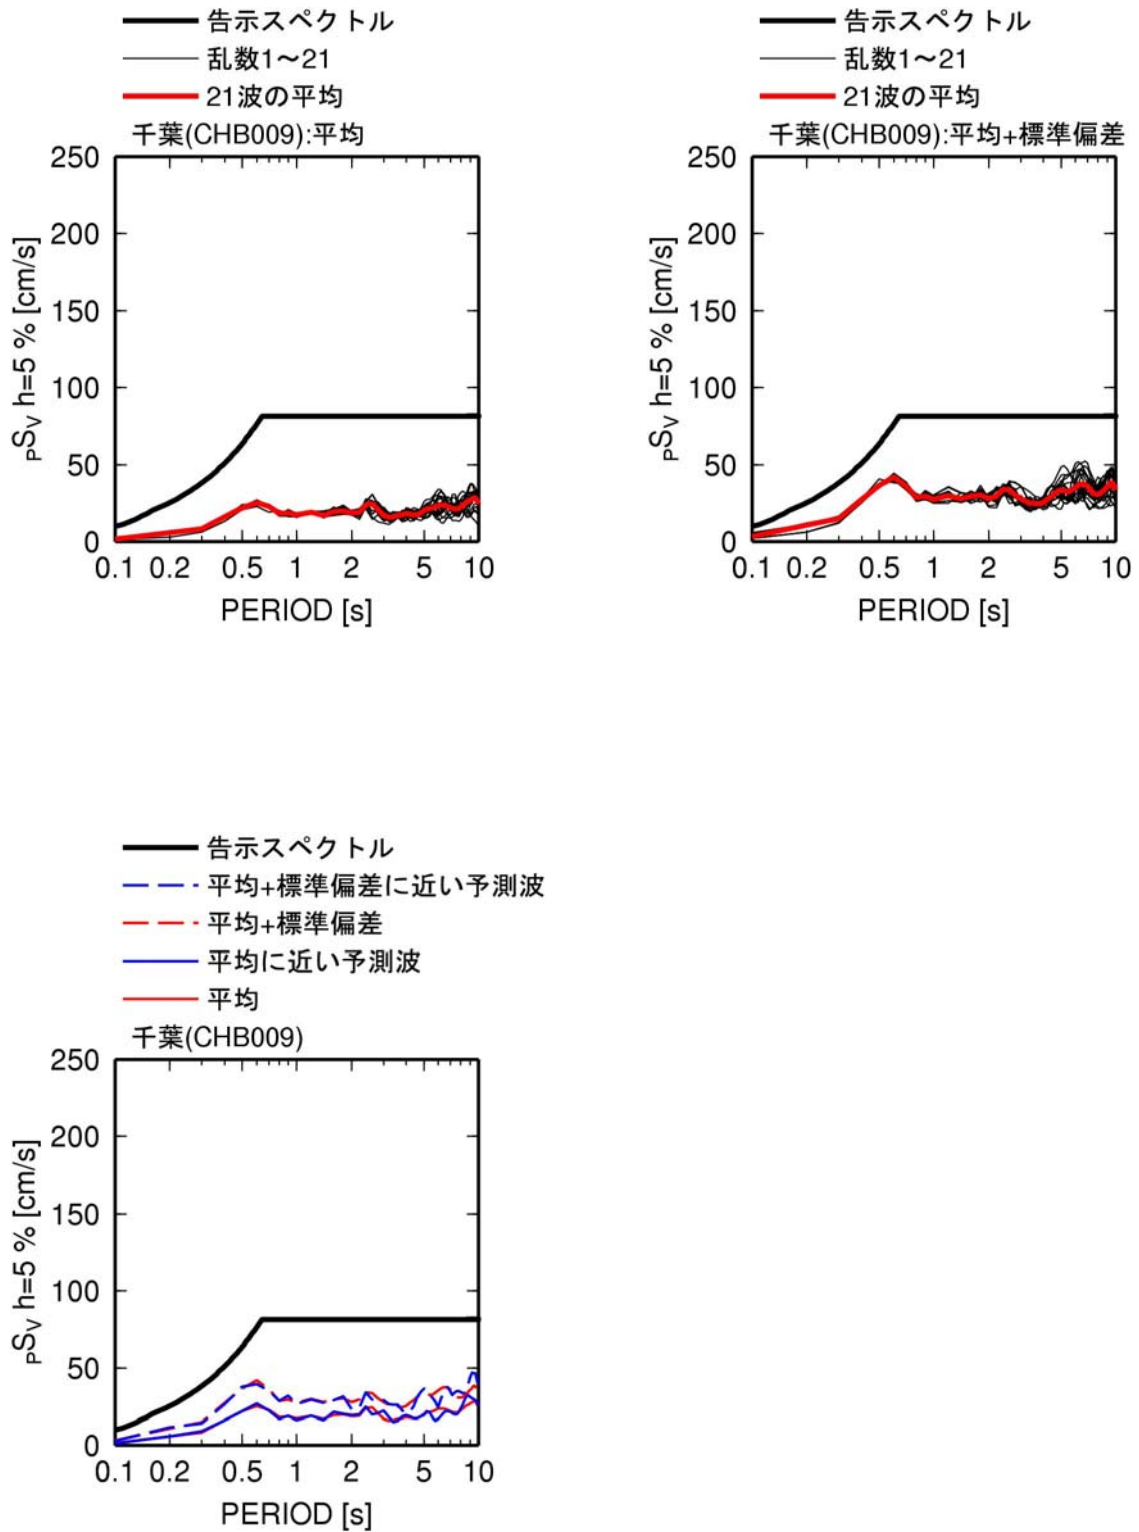 告示スペクトル
乱数1～21
21波の平均
千葉(CHB009):平均
250
200
150
100
50
0
PSV h=5 % [cm/s]
0.1 0.2 0.5 1 2 5 10
PERIOD [s]
告示スペクトル
乱数1～21
21波の平均
千葉(CHB009):平均+標準偏差
250
200
150
100
50
0
PSV h=5 % [cm/s]
0.1 0.2 0.5 1 2 5 10
PERIOD [s]
告示スペクトル
平均+標準偏差に近い予測波
平均+標準偏差
平均に近い予測波
平均
千葉(CHB009)
250
200
150
100
50
0
PSV h=5 % [cm/s]
0.1 0.2 0.5 1 2 5 10
PERIOD [s]